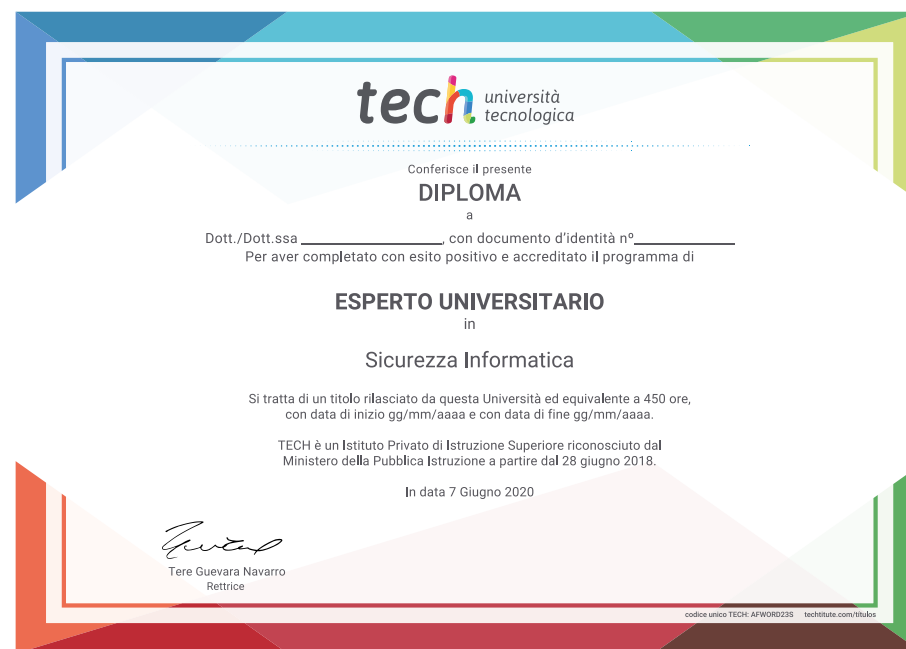 tech università
tecnologica
Conferisce il presente
DIPLOMA
a
Dott./Dott.ssa ____________________, con documento d'identità nº______________
Per aver completato con esito positivo e accreditato il programma di
ESPERTO UNIVERSITARIO
in
Sicurezza Informatica
Si tratta di un titolo rilasciato da questa Università ed equivalente a 450 ore,
con data di inizio gg/mm/aaaa e con data di fine gg/mm/aaaa.
TECH è un Istituto Privato di Istruzione Superiore riconosciuto dal
Ministero della Pubblica Istruzione a partire dal 28 giugno 2018.
In data 7 Giugno 2020
Tere Guevara Navarro
Rettrice
codice unico TECH: AFWORD23S techtitute.com/titulos